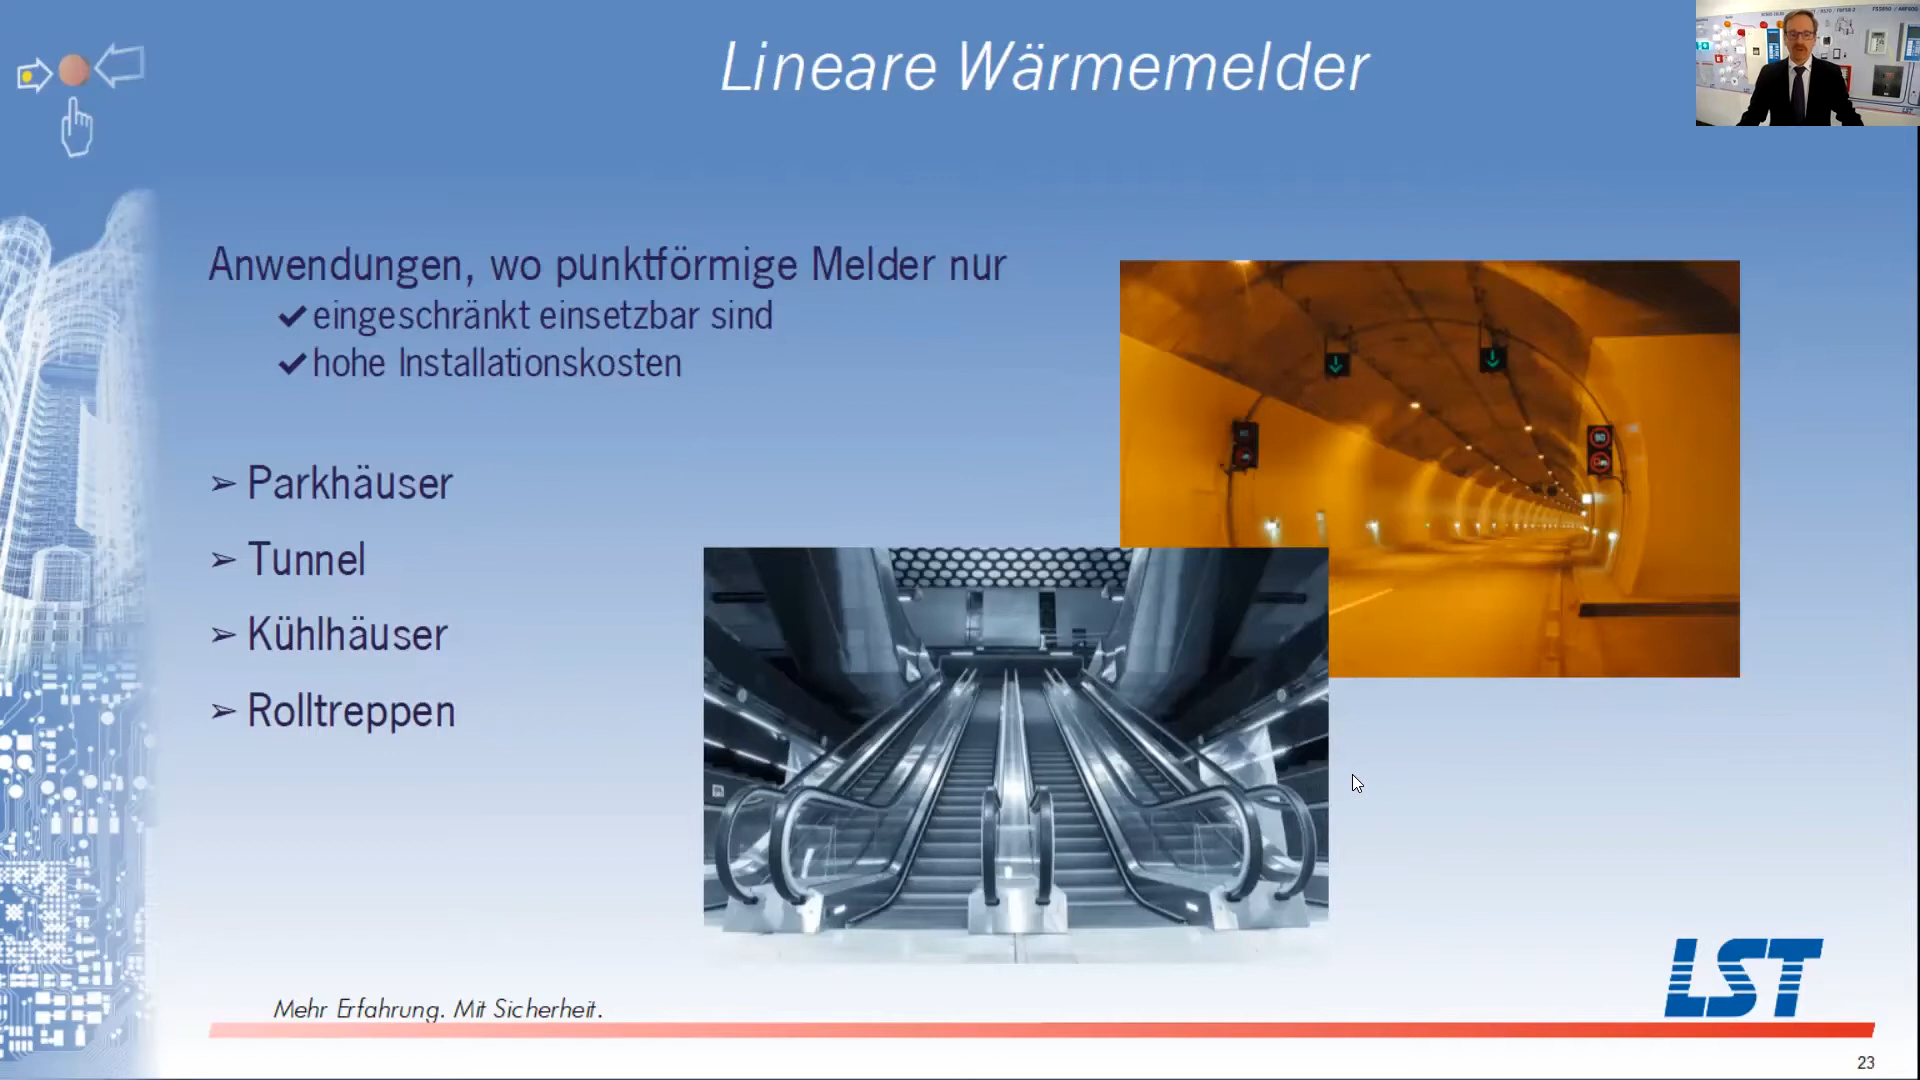 Lineare Wärmemelder
Anwendungen, wo punktförmige Melder nur
✔eingeschränkt einsetzbar sind
✔hohe Installationskosten
➢ Parkhäuser
➢ Tunnel
➢ Kühlhäuser
➢ Rolltreppen
Mehr Erfahrung. Mit Sicherheit.
LST
23